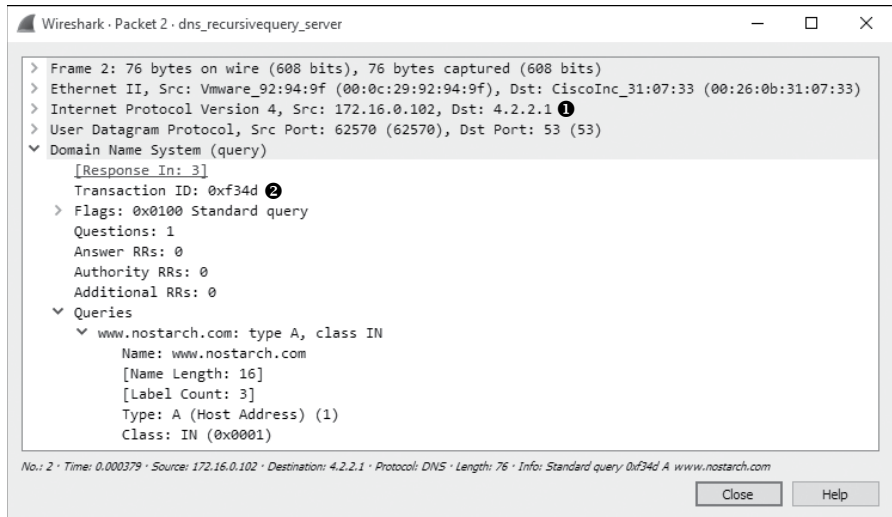 Wireshark · Packet 2 · dns_recursivequery_server
> Frame 2: 76 bytes on wire (608 bits), 76 bytes captured (608 bits)
> Ethernet II, Src: Vmware_92:94:9f (00:0c:29:92:94:9f), Dst: CiscoInc_31:07:33 (00:26:0b:31:07:33)
> Internet Protocol Version 4, Src: 172.16.0.102, Dst: 4.2.2.1 ❶
> User Datagram Protocol, Src Port: 62570 (62570), Dst Port: 53 (53)
Domain Name System (query)
[Response In: 3]
Transaction ID: 0xf34d ❷
> Flags: 0x0100 Standard query
Questions: 1
Answer RRs: 0
Authority RRs: 0
Additional RRs: 0
Queries
www.nostarch.com: type A, class IN
Name: www.nostarch.com
[Name Length: 16]
[Label Count: 3]
Type: A (Host Address) (1)
Class: IN (0x0001)
No.: 2 · Time: 0.000379 · Source: 172.16.0.102 · Destination: 4.2.2.1 · Protocol: DNS · Length: 76 · Info: Standard query 0xf34d A www.nostarch.com
Close Help